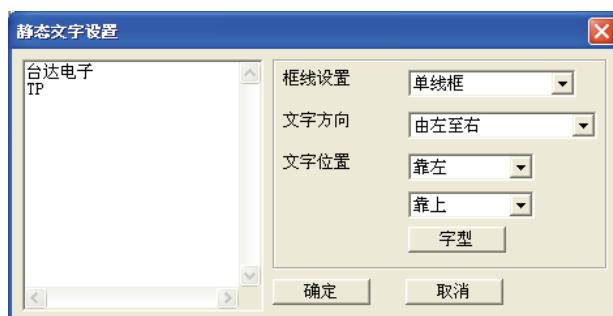 静态文字设置
台达电子
TP
框线设置
单线框
文字方向
由左至右
文字位置
靠左
靠上
字型
确定
取消